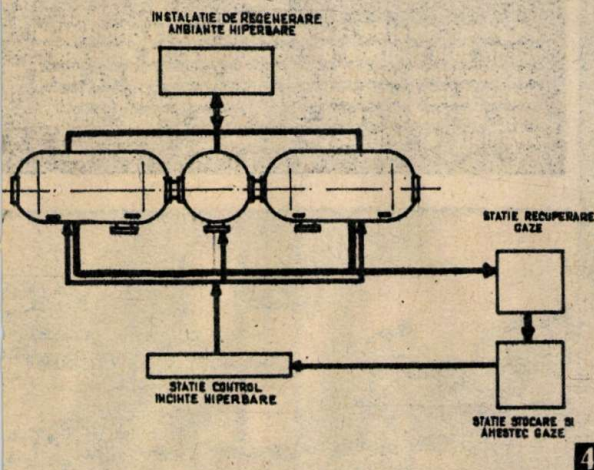 INSTALATIE DE REGENERARE
AMBIANTE HIPERBARE
STATIE RECUPERARE
GAZE
STATIE CONTROL
INCINTE HIPERBARE
STATIE STOCARE SI
AMESTEC GAZE
4